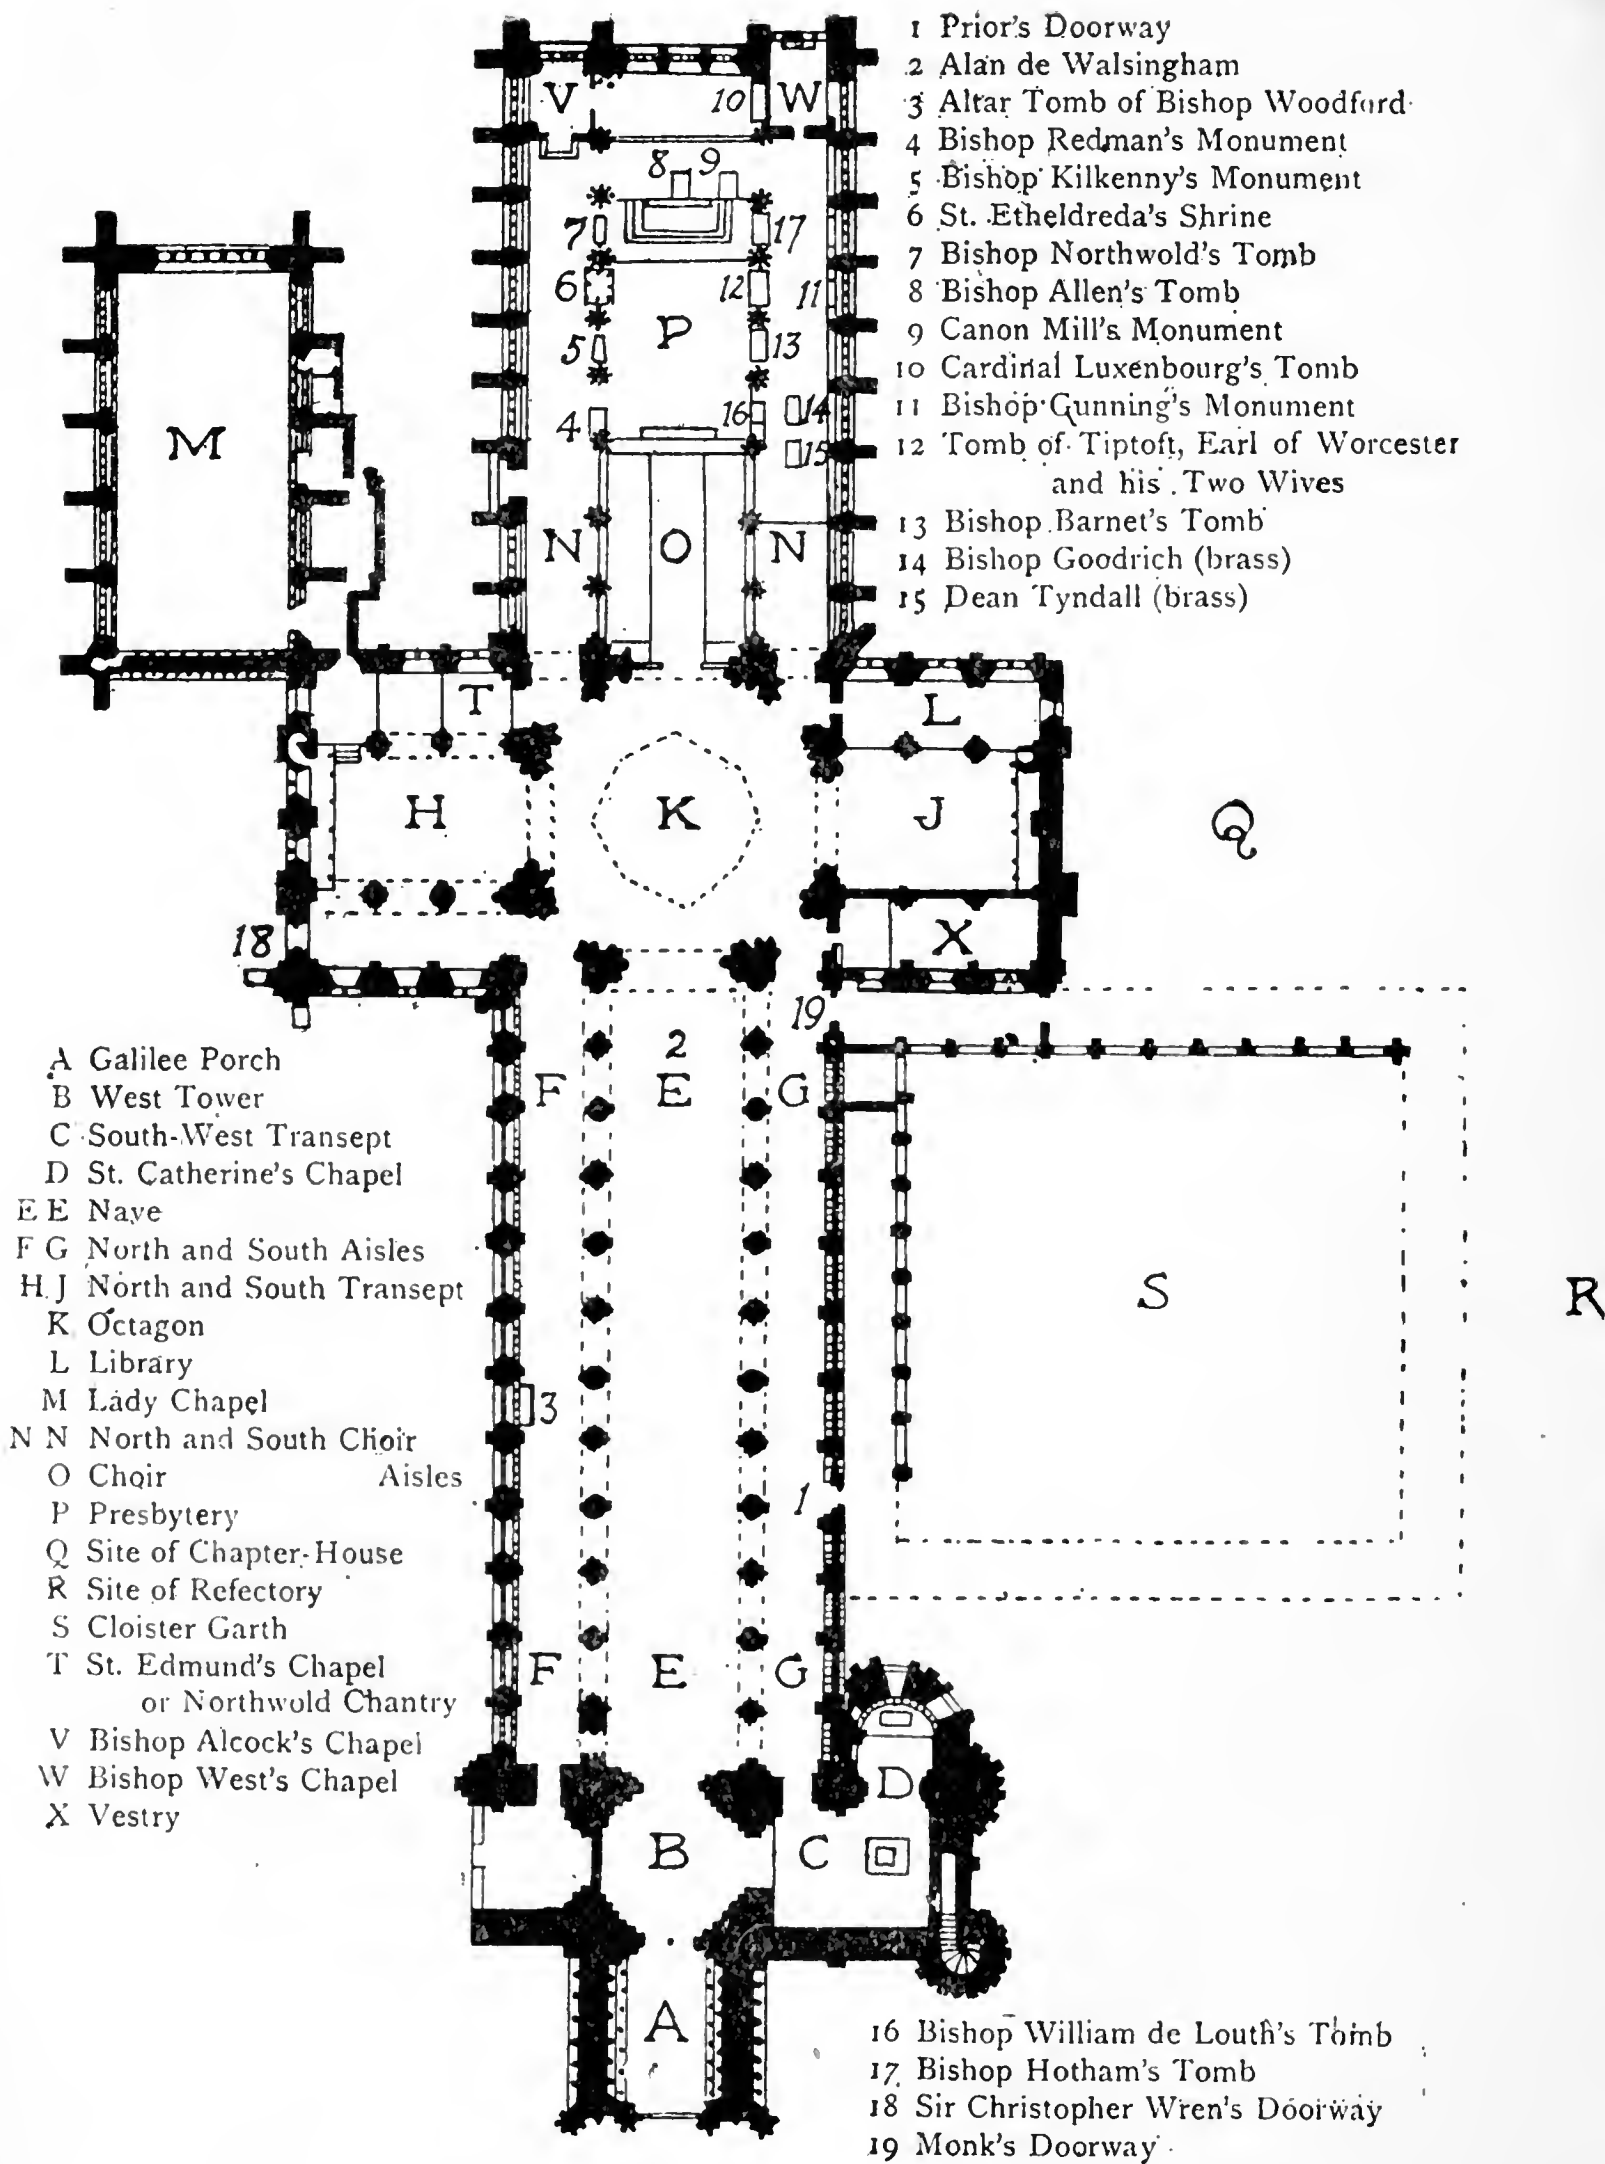 1 Prior's Doorway
2 Alan de Walsingham
3 Altar Tomb of Bishop Woodford
4 Bishop Redman's Monument
5 Bishop Kilkenny's Monument
6 St. Etheldreda's Shrine
7 Bishop Northwold's Tomb
8 Bishop Allen's Tomb
9 Canon Mill's Monument
10 Cardinal Luxenbourg's Tomb
11 Bishop Gunning's Monument
12 Tomb of Tiptoft, Earl of Worcester
and his Two Wives
13 Bishop Barnet's Tomb
14 Bishop Goodrich (brass)
15 Dean Tyndall (brass)
V 10 W
8 9
7 17
6 12 11
P
5 13
4 16 14
15
M
N O N
T L
H K J Q
18 X
19
2
F E G
S R
3
1
F E G
D
B C
A
A Galilee Porch
B West Tower
C South-West Transept
D St. Catherine's Chapel
E E Nave
F G North and South Aisles
H J North and South Transept
K Octagon
L Library
M Lady Chapel
N N North and South Choir
O Choir Aisles
P Presbytery
Q Site of Chapter-House
R Site of Refectory
S Cloister Garth
T St. Edmund's Chapel
or Northwold Chantry
V Bishop Alcock's Chapel
W Bishop West's Chapel
X Vestry
16 Bishop William de Louth's Tomb
17 Bishop Hotham's Tomb
18 Sir Christopher Wren's Doorway
19 Monk's Doorway